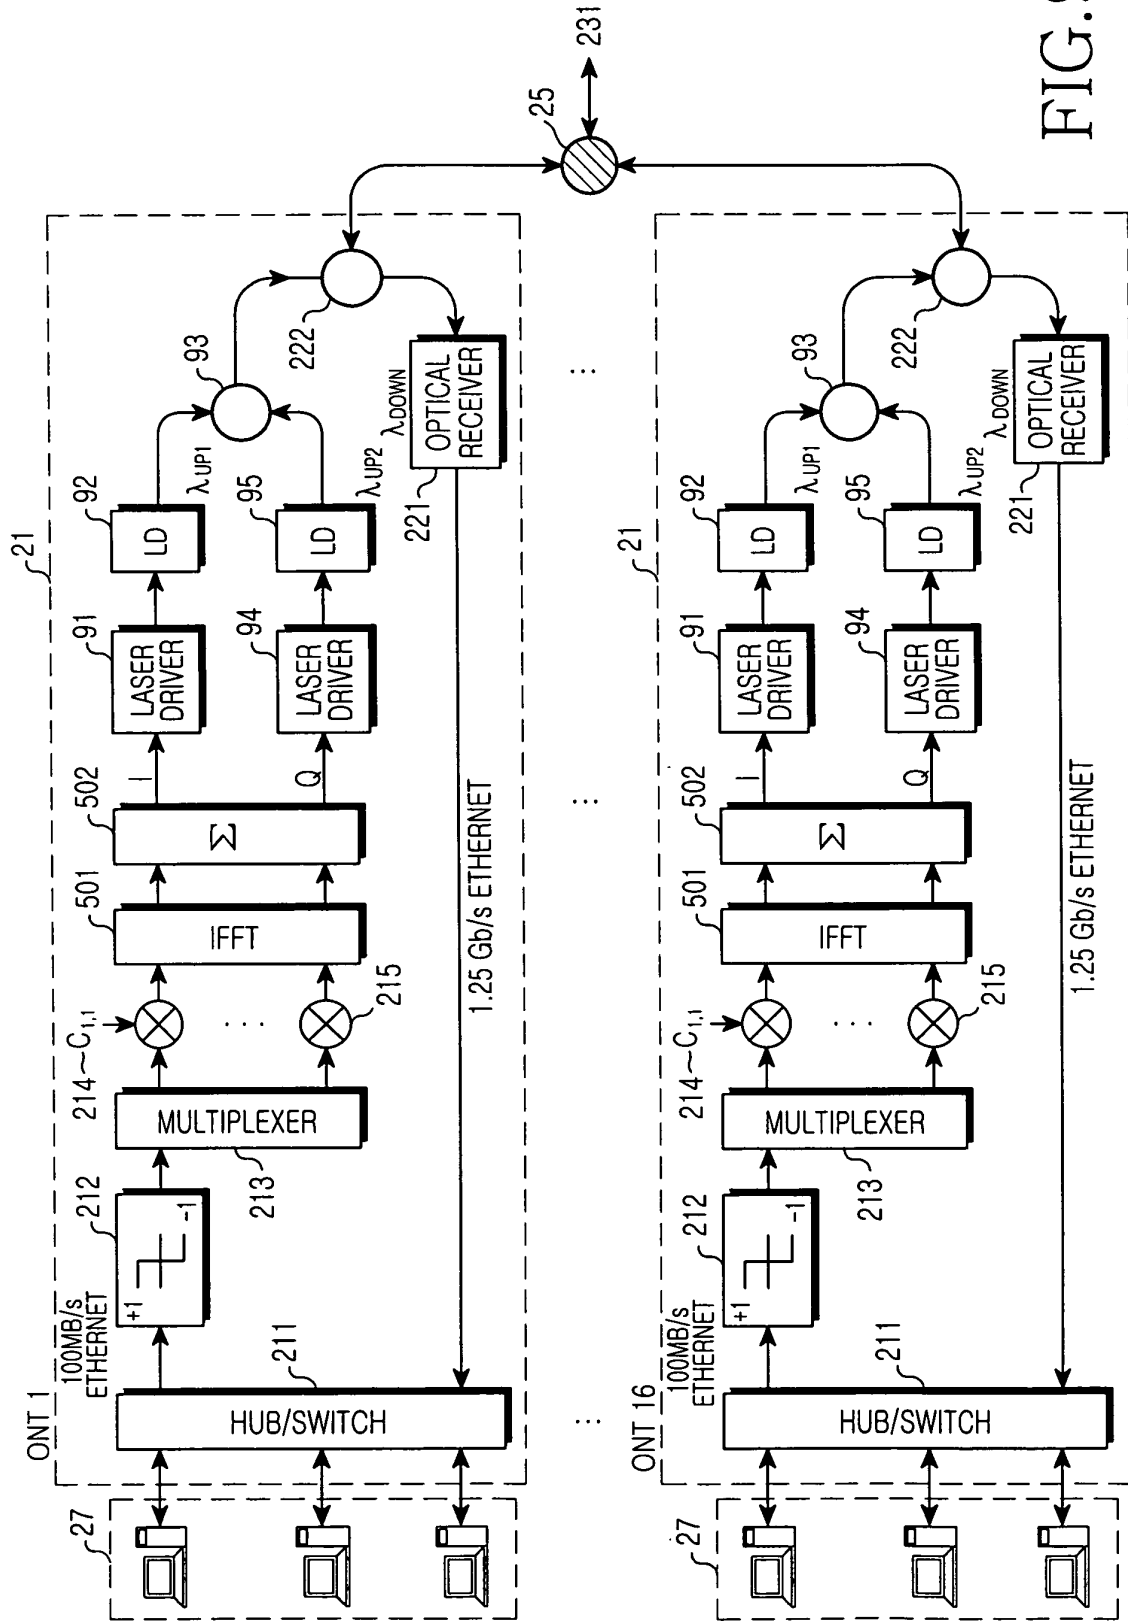 ONT 1
21
27
HUB/SWITCH
211
100MB/s
ETHERNET
+1
-1
212
MULTIPLEXER
213
214
C1,1
215
IFFT
501
Σ
502
I
Q
LASER
DRIVER
91
LASER
DRIVER
94
LD
92
λUP1
LD
95
λUP2
93
222
OPTICAL
RECEIVER
λDOWN
221
1.25 Gb/s ETHERNET
25
231
...
...
...
ONT 16
21
27
HUB/SWITCH
211
100MB/s
ETHERNET
+1
-1
212
MULTIPLEXER
213
214
C1,1
...
215
IFFT
501
Σ
502
I
Q
LASER
DRIVER
91
LASER
DRIVER
94
LD
92
λUP1
LD
95
λUP2
93
222
OPTICAL
RECEIVER
λDOWN
221
1.25 Gb/s ETHERNET
FIG.